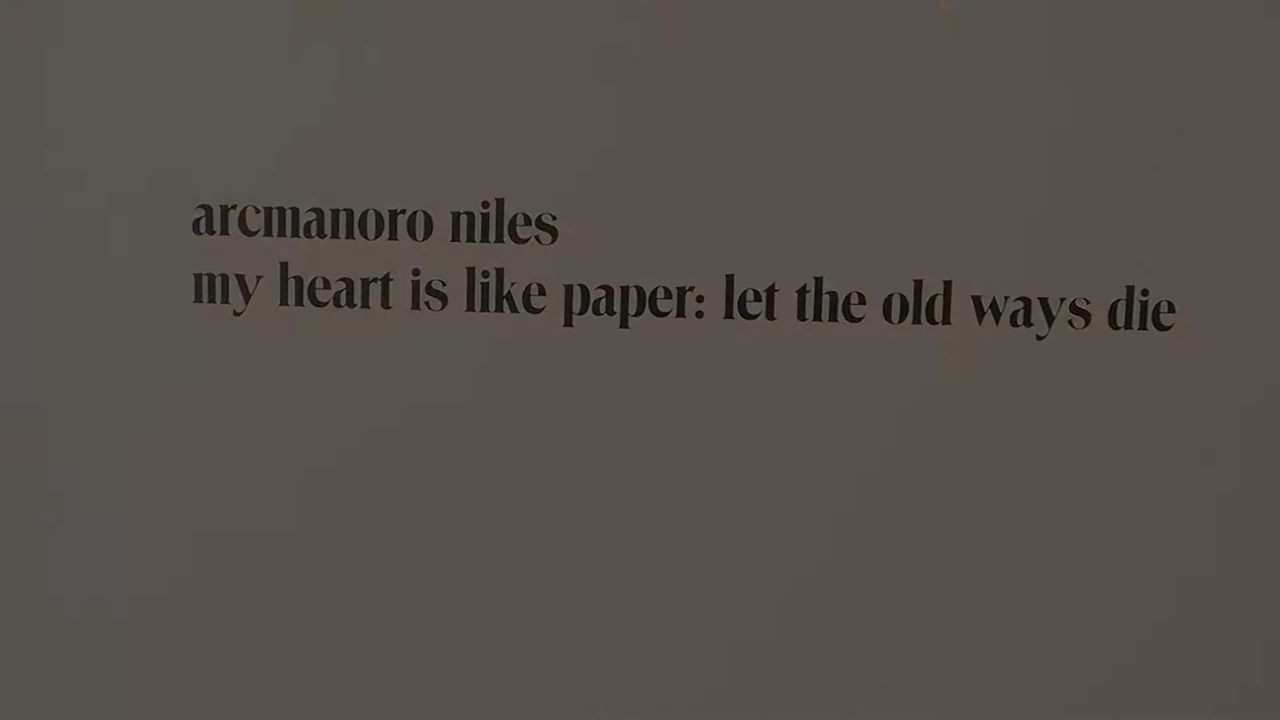 arcmanoro niles
my heart is like paper: let the old ways die